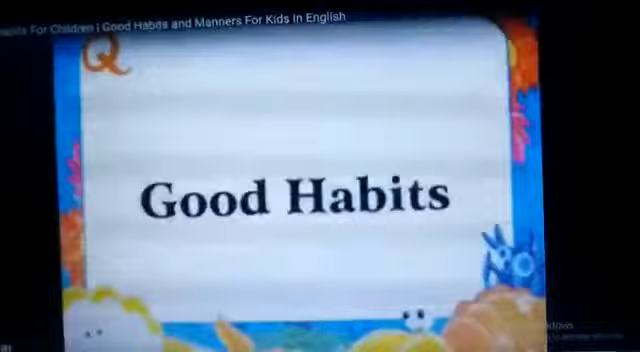 For Children | Good Habits and Manners For Kids In English
Q
Good Habits